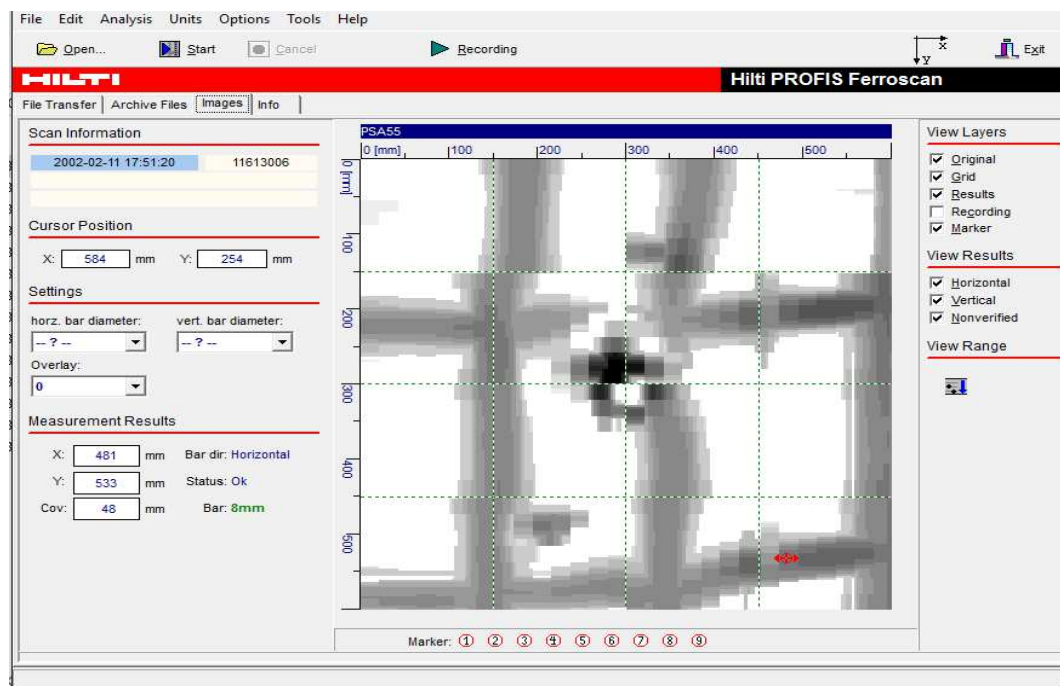 File Edit Analysis Units Options Tools Help
Open... Start Cancel Recording x y Exit
HILTI Hilti PROFIS Ferroscan
File Transfer Archive Files Images Info
Scan Information
2002-02-11 17:51:20 11613006
Cursor Position
X: 584 mm Y: 254 mm
Settings
horz. bar diameter: vert. bar diameter:
-- ? -- -- ? --
Overlay:
0
Measurement Results
X: 481 mm Bar dir: Horizontal
Y: 533 mm Status: Ok
Cov: 48 mm Bar: 8mm
PSA55
0 [mm] 100 200 300 400 500
0 [mm]
100
200
300
400
500
Marker: 1 2 3 4 5 6 7 8 9
View Layers
Original
Grid
Results
Recording
Marker
View Results
Horizontal
Vertical
Nonverified
View Range